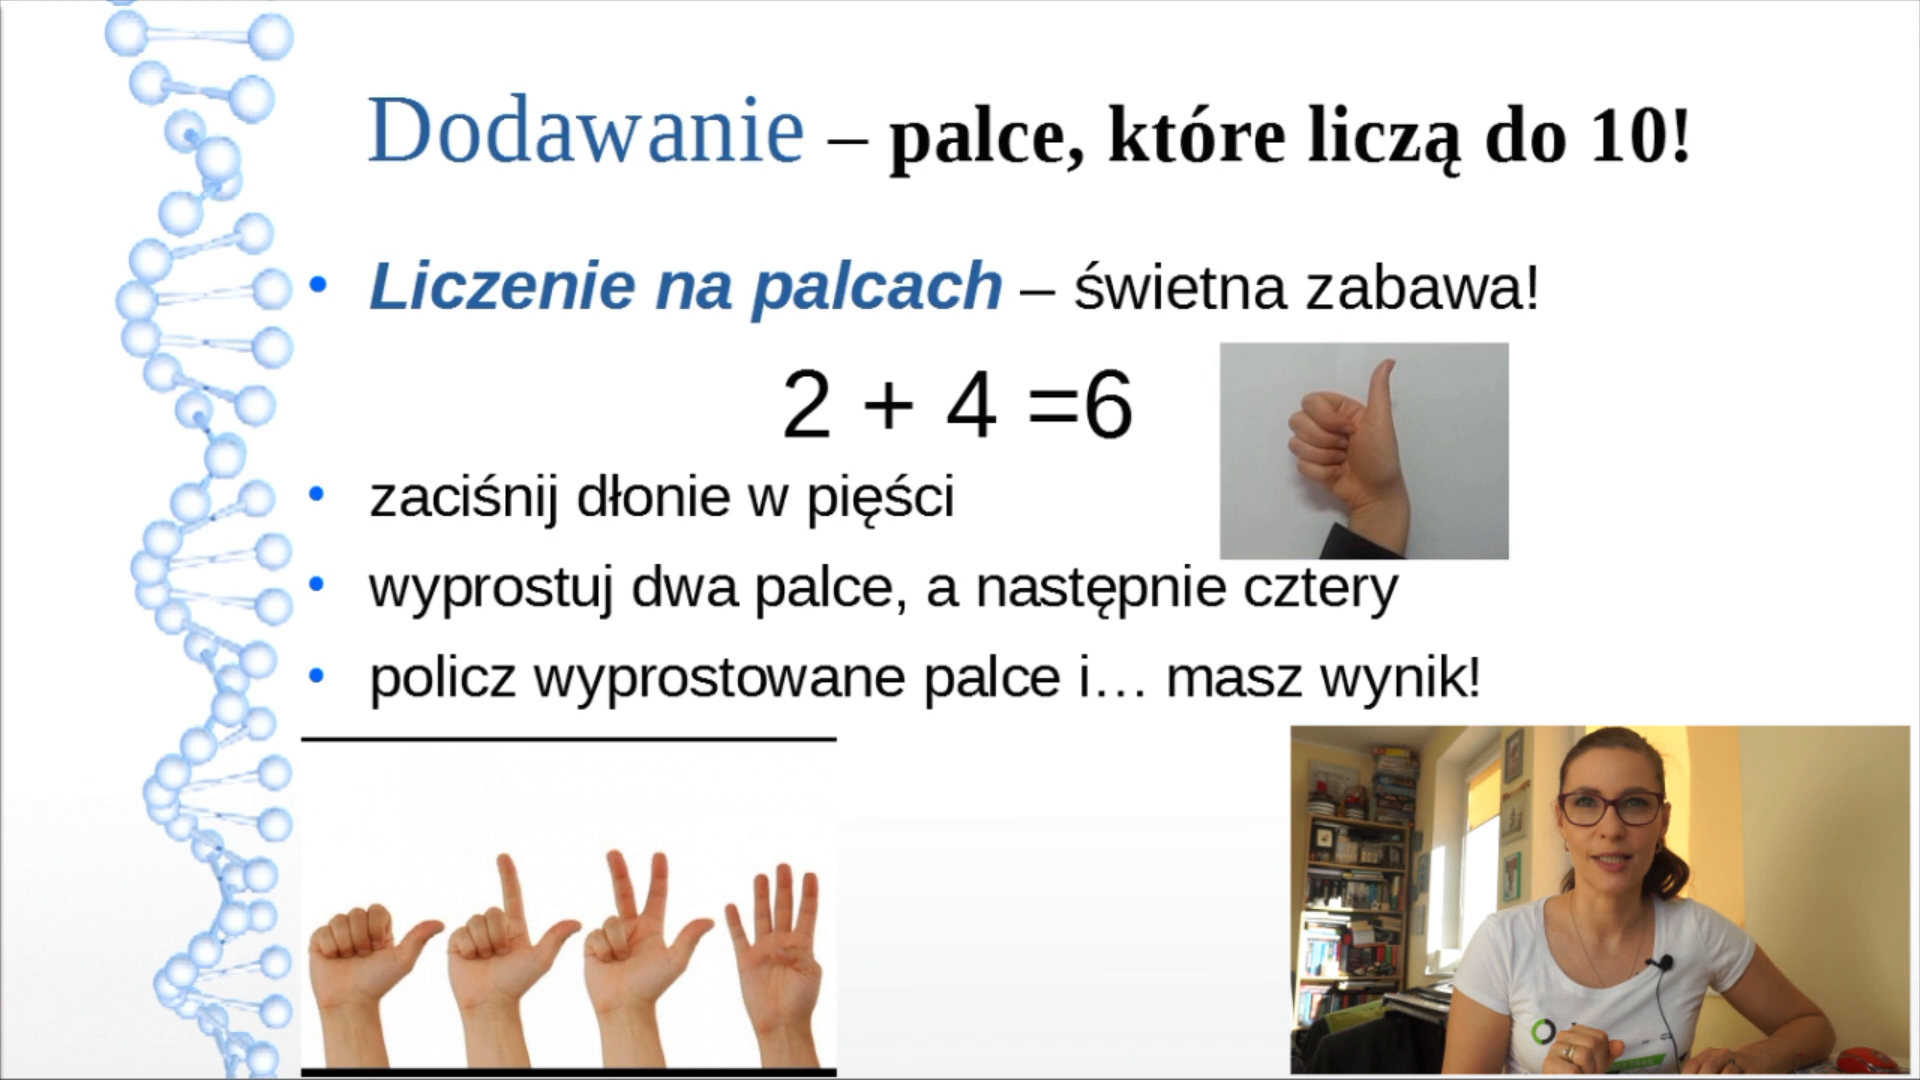 Dodawanie – palce, które liczą do 10!
• Liczenie na palcach – świetna zabawa!
2 + 4 =6
• zaciśnij dłonie w pięści
• wyprostuj dwa palce, a następnie cztery
• policz wyprostowane palce i… masz wynik!